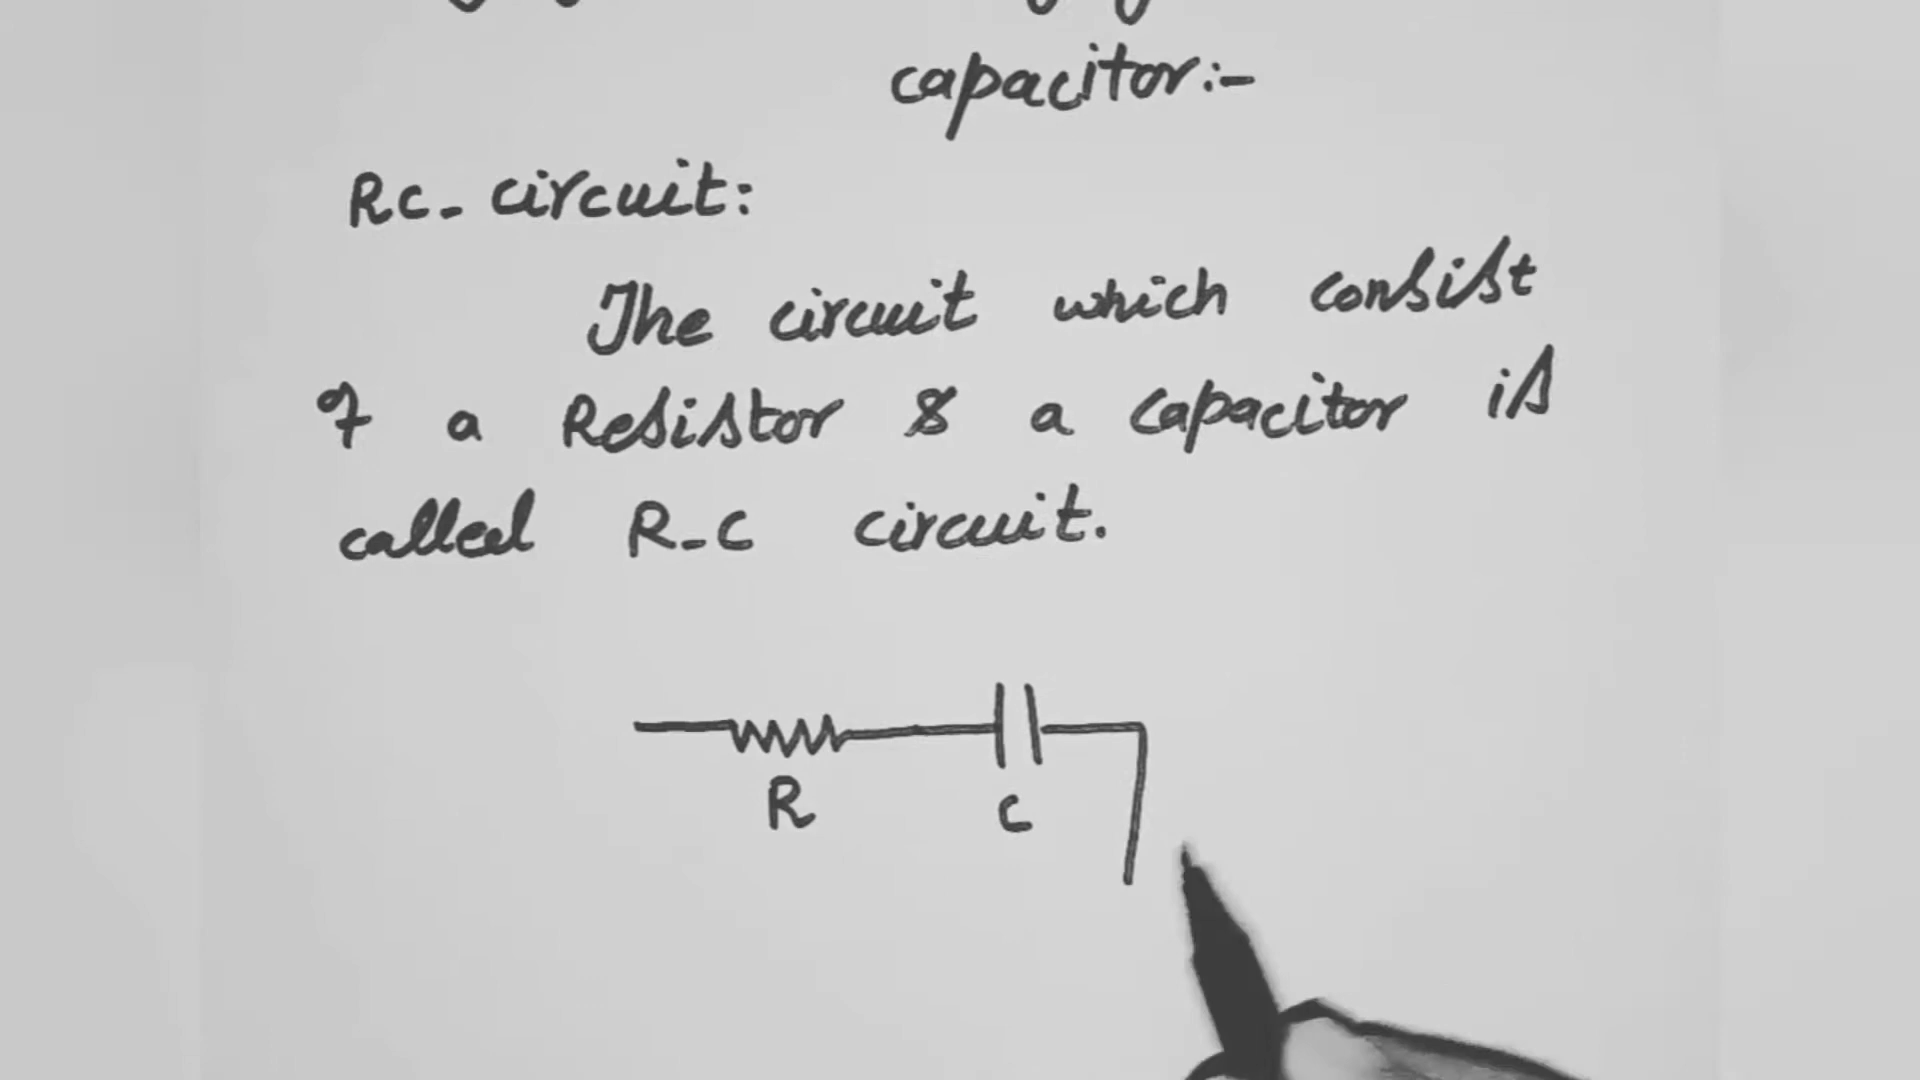 capacitor:-
RC- circuit:
The circuit which consist
of a Resistor & a capacitor is
called R-C circuit.
R C